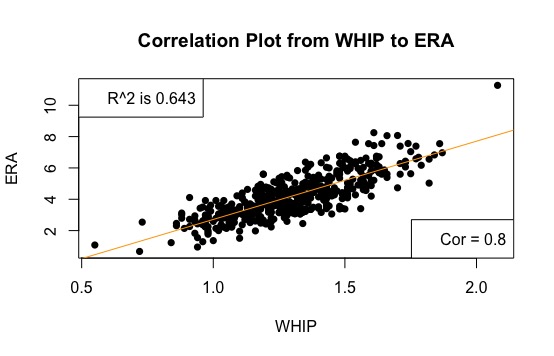 Correlation Plot from WHIP to ERA
R^2 is 0.643
ERA
10
8
6
4
2
Cor = 0.8
0.5 1.0 1.5 2.0
WHIP